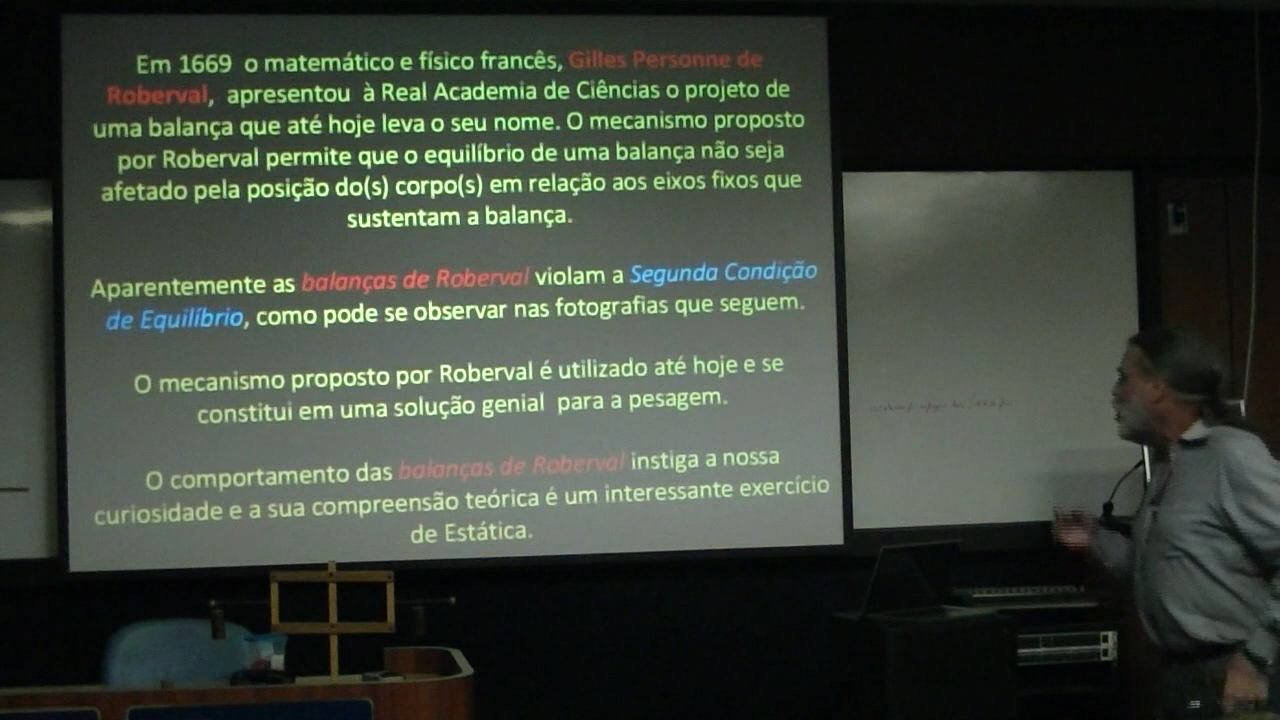 Em 1669 o matemático e físico francês, Gilles Personne de
Roberval, apresentou à Real Academia de Ciências o projeto de
uma balança que até hoje leva o seu nome. O mecanismo proposto
por Roberval permite que o equilíbrio de uma balança não seja
afetado pela posição do(s) corpo(s) em relação aos eixos fixos que
sustentam a balança.
Aparentemente as balanças de Roberval violam a Segunda Condição
de Equilíbrio, como pode se observar nas fotografias que seguem.
O mecanismo proposto por Roberval é utilizado até hoje e se
constitui em uma solução genial para a pesagem.
O comportamento das balanças de Roberval instiga a nossa
curiosidade e a sua compreensão teórica é um interessante exercício
de Estática.